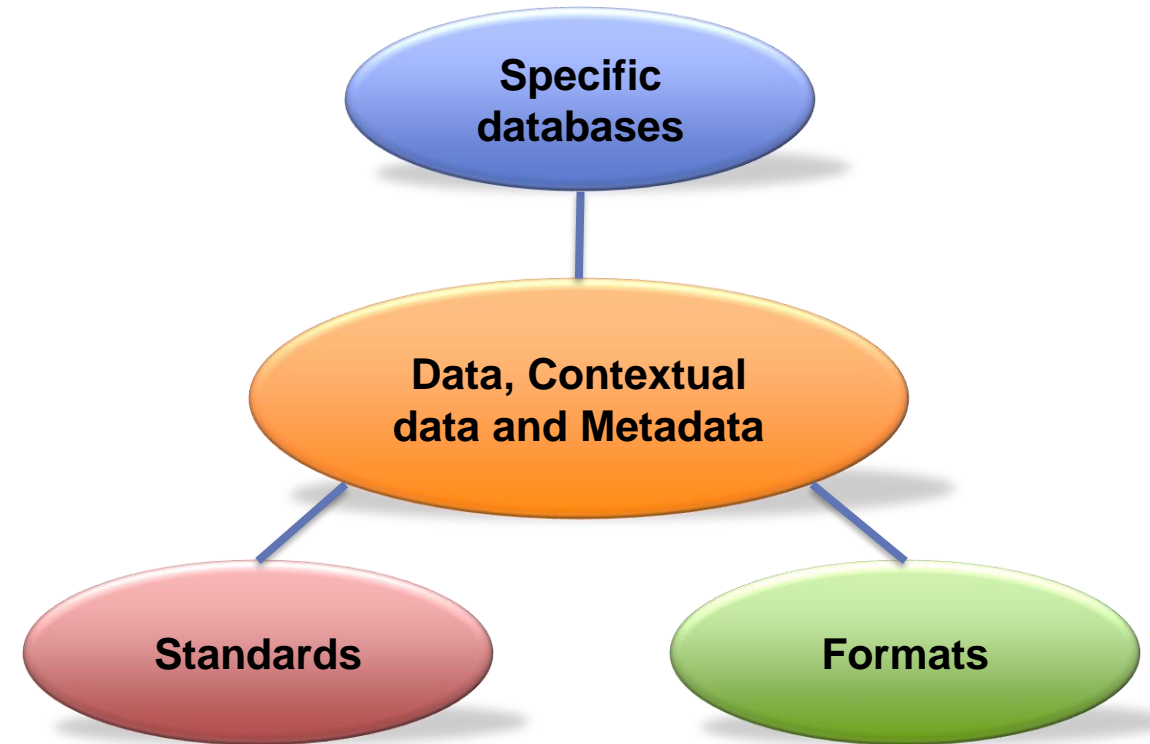 Specific
databases
Data, Contextual
data and Metadata
Standards
Formats